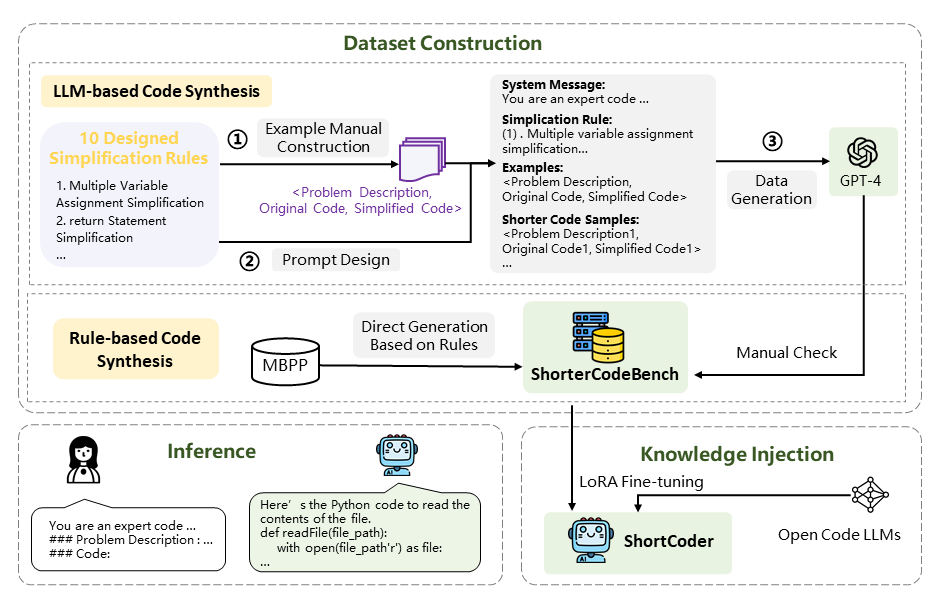 Dataset Construction
LLM-based Code Synthesis
10 Designed
Simplification Rules
1. Multiple Variable
Assignment Simplification
2. return Statement
Simplification
...
①
Example Manual
Construction
<Problem Description,
Original Code, Simplified Code>
②
Prompt Design
System Message:
You are an expert code ...
Simplication Rule:
(1) . Multiple variable assignment
simplification...
Examples:
<Problem Description,
Original Code, Simplified Code>
Shorter Code Samples:
<Problem Description1,
Original Code1, Simplified Code1>
...
③
Data
Generation
GPT-4
Rule-based Code
Synthesis
MBPP
Direct Generation
Based on Rules
ShorterCodeBench
Manual Check
Inference
You are an expert code ...
### Problem Description : ...
### Code:
AI
Here's the Python code to read the
contents of the file.
def readFile(file_path):
with open(file_path'r') as file:
...
Knowledge Injection
LoRA Fine-tuning
Open Code LLMs
AI
ShortCoder